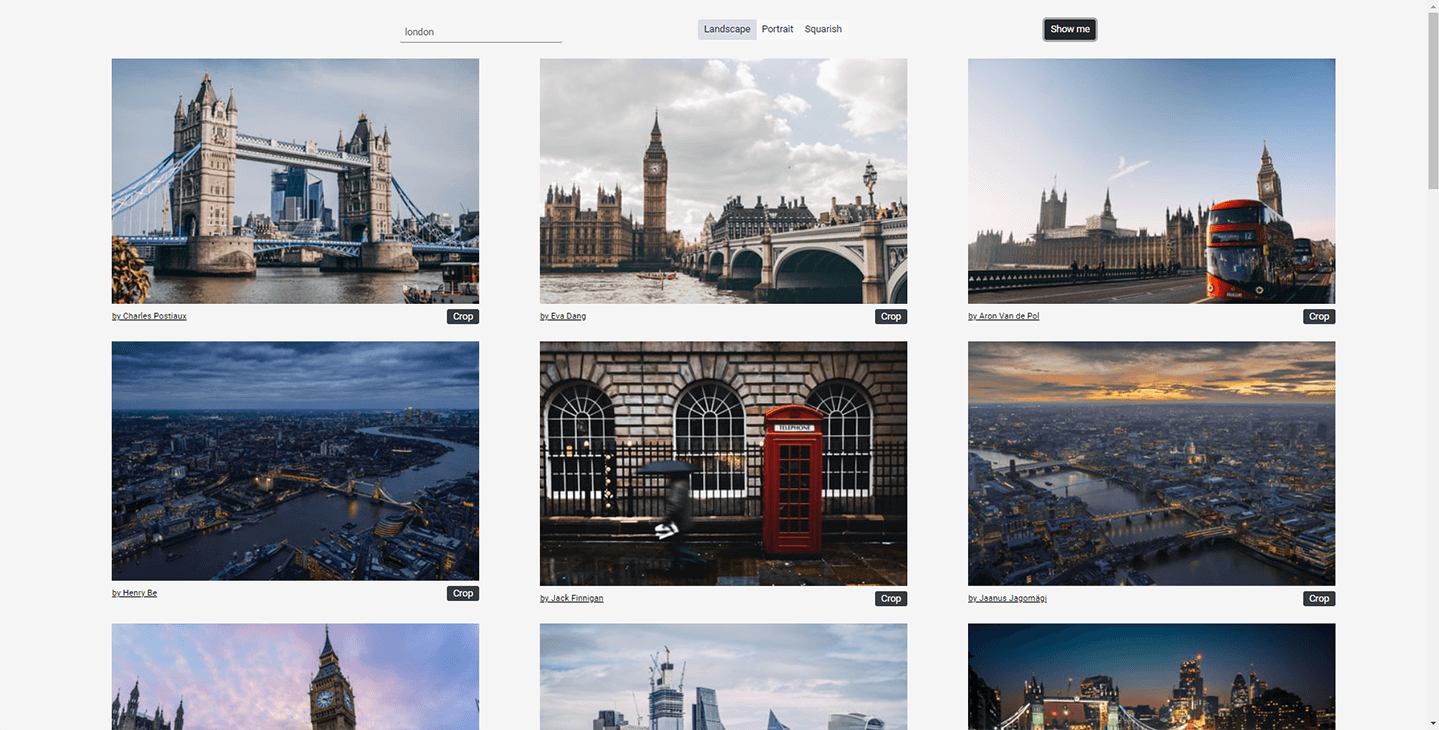 london
Landscape Portrait Squarish
Show me
12
by Charles Postiaux
Crop
by Eva Dang
Crop
by Aron Van de Pol
Crop
TELEPHONE
by Henry Be
Crop
by Jack Finnigan
Crop
by Jaanus Jagomägi
Crop